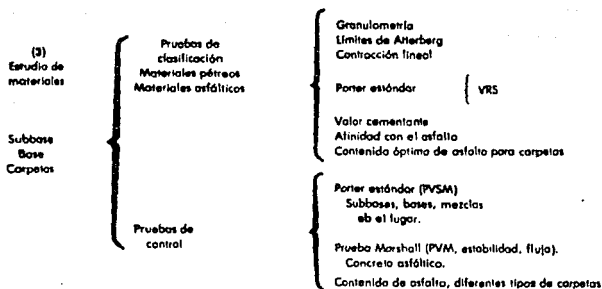 (3)
Estudio de
materiales
Subbase
Base
Carpetas
Pruebas de
clasificación
Materiales pétreos
Materiales asfálticos
Granulometría
Límites de Atterberg
Contracción lineal
Porter estándar
VRS
Valor cementante
Afinidad con el asfalto
Contenido óptimo de asfalto para carpetas
Pruebas de
control
Porter estándar (PVSM)
Subbases, bases, mezclas
eb el lugar.
Prueba Marshall (PVM, estabilidad, flujo).
Concreto asfáltico.
Contenido de asfalto, diferentes tipos de carpetas